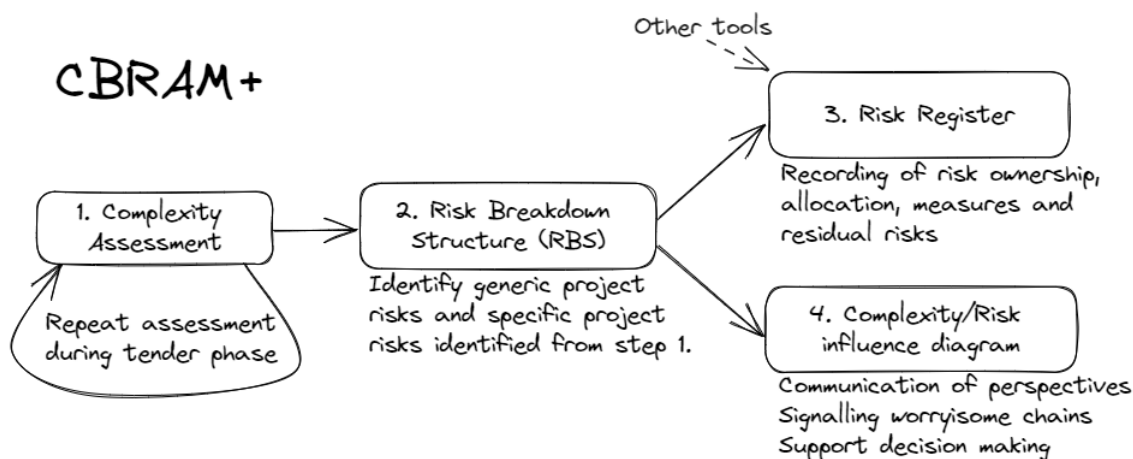 CBRAM+
Other tools
1. Complexity
Assessment
Repeat assessment
during tender phase
2. Risk Breakdown
Structure (RBS)
Identify generic project
risks and specific project
risks identified from step 1.
3. Risk Register
Recording of risk ownership,
allocation, measures and
residual risks
4. Complexity/Risk
influence diagram
Communication of perspectives
Signalling worryisome chains
Support decision making